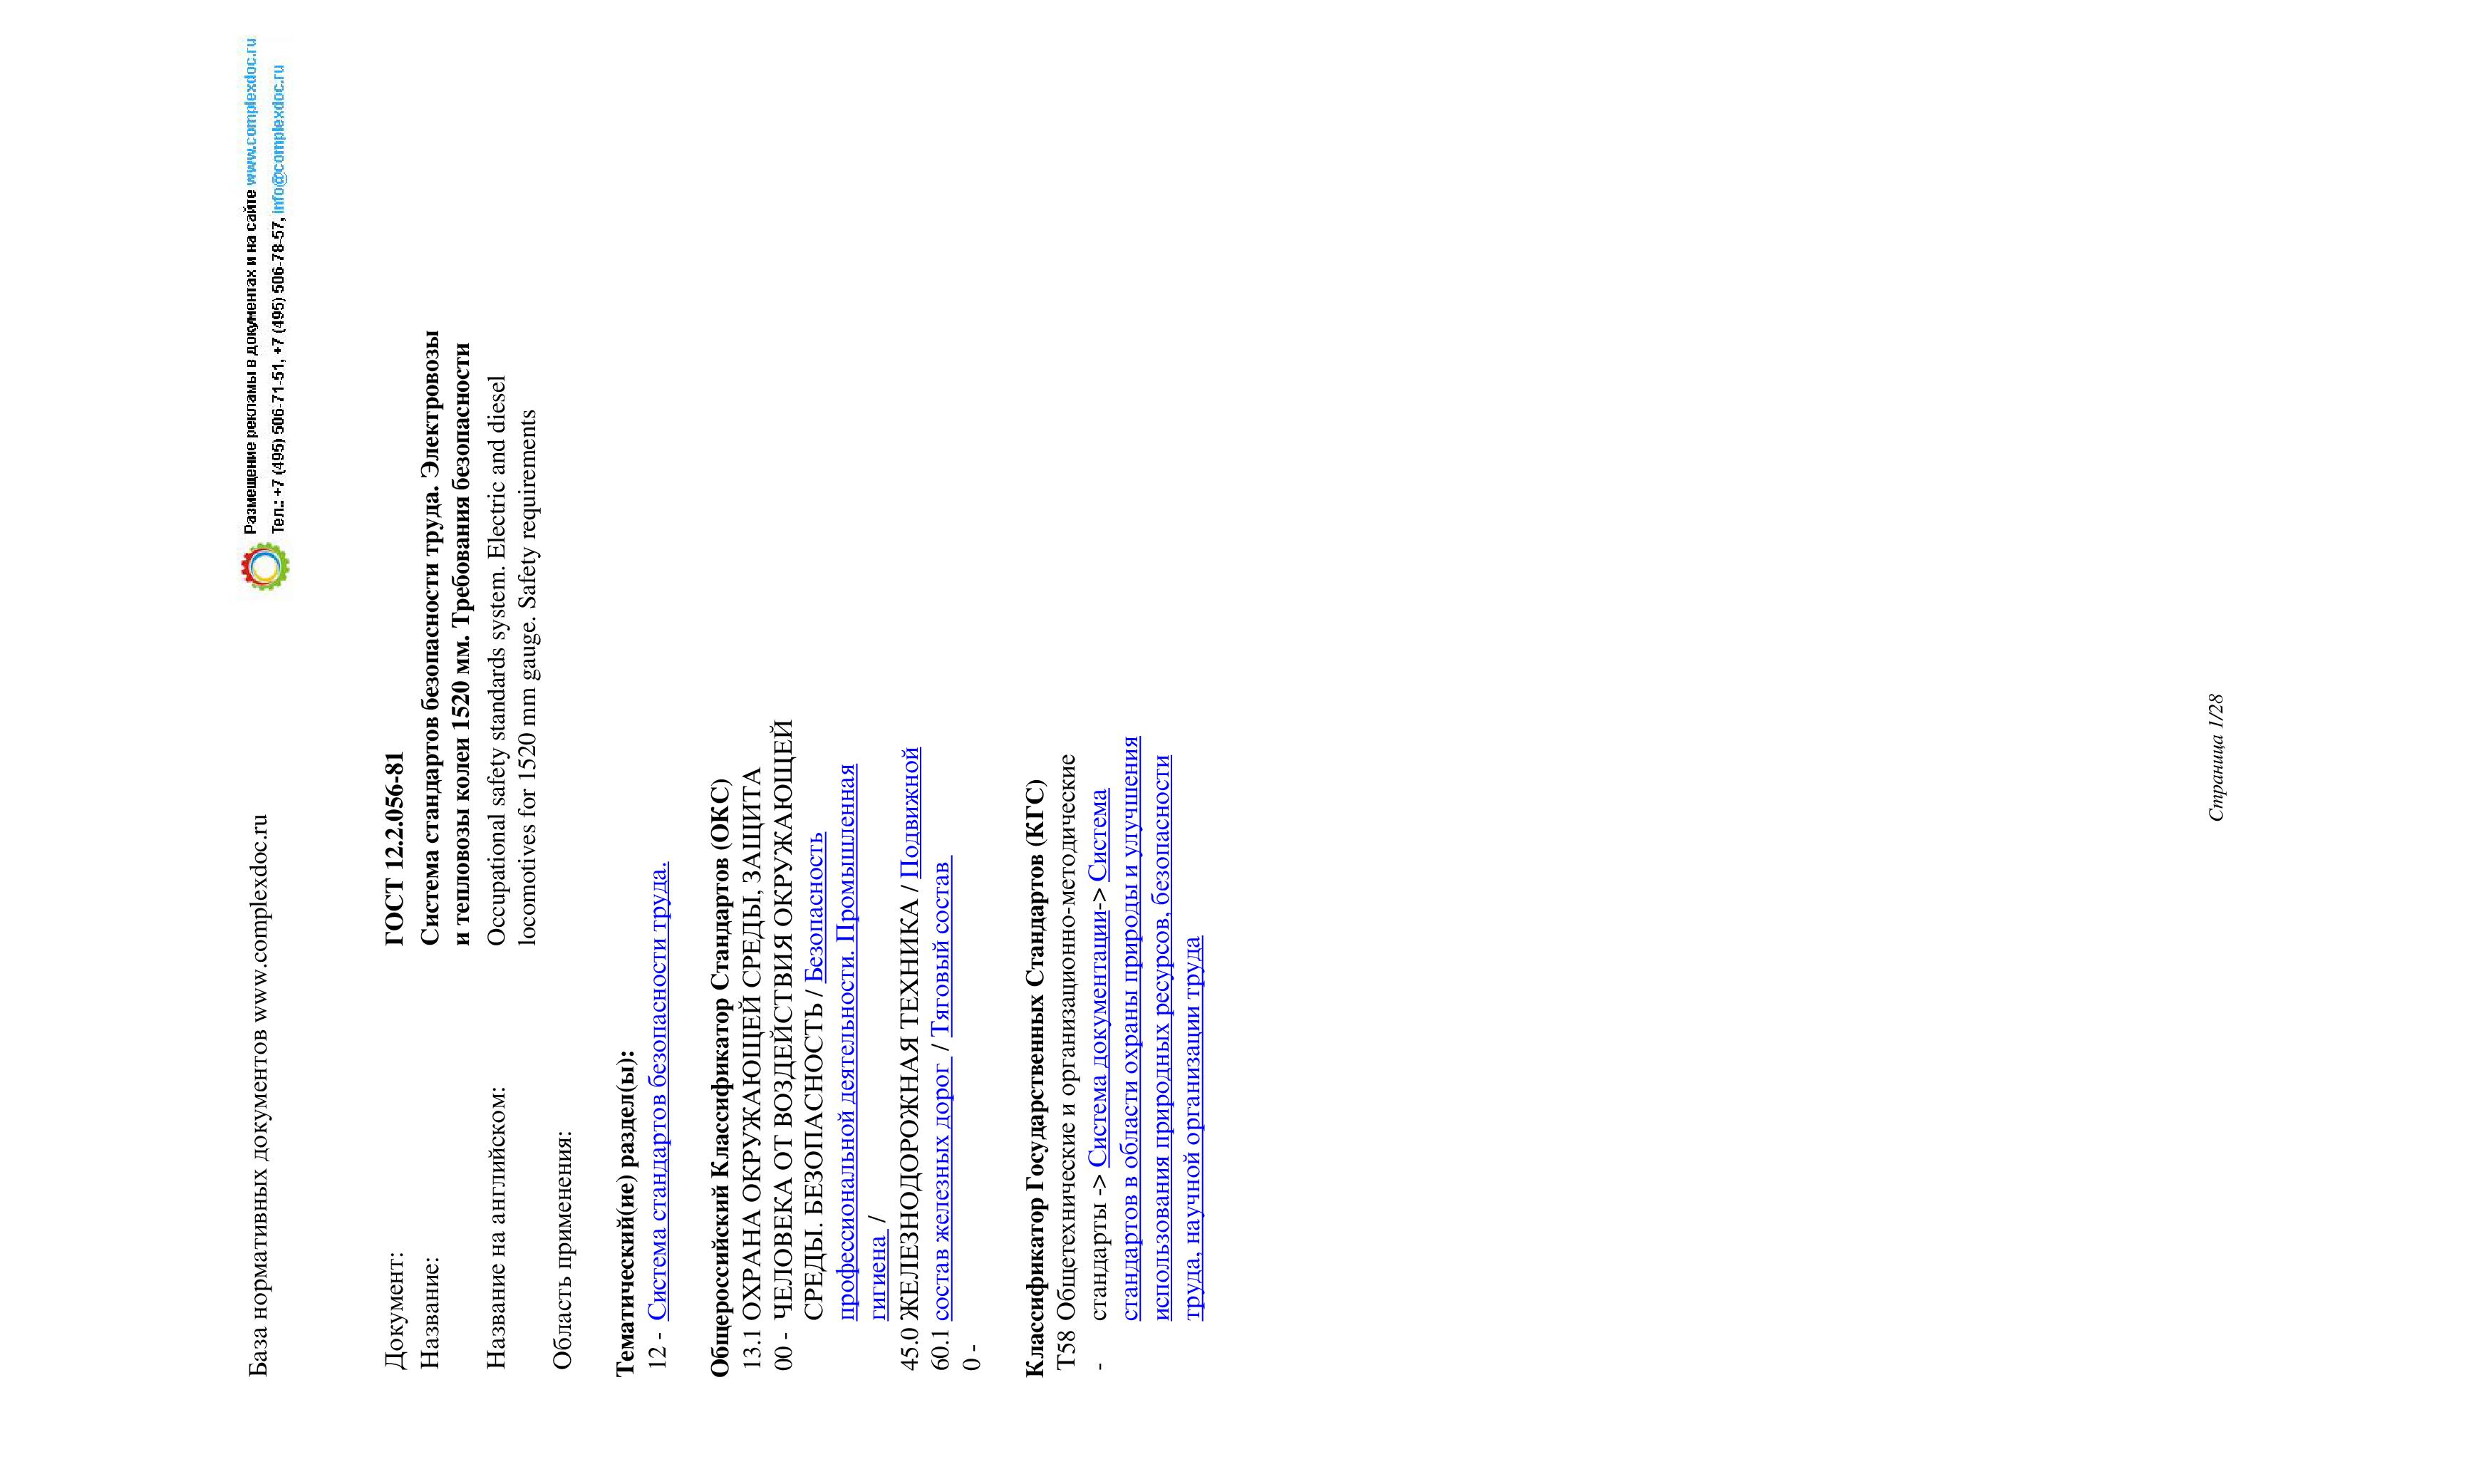 База нормативных документов www.complexdoc.ru
Размещение рекламы в документах и на сайте www.complexdoc.ru
Тел.: +7 (495) 506-71-51, +7 (495) 506-78-57, info@complexdoc.ru
Документ: ГОСТ 12.2.056-81
Название: Система стандартов безопасности труда. Электровозы
и тепловозы колеи 1520 мм. Требования безопасности
Название на английском: Occupational safety standards system. Electric and diesel
locomotives for 1520 mm gauge. Safety requirements
Область применения:
Тематический(ие) раздел(ы):
12 - Система стандартов безопасности труда.
Общероссийский Классификатор Стандартов (ОКС)
13.1 ОХРАНА ОКРУЖАЮЩЕЙ СРЕДЫ, ЗАЩИТА
00 - ЧЕЛОВЕКА ОТ ВОЗДЕЙСТВИЯ ОКРУЖАЮЩЕЙ
СРЕДЫ. БЕЗОПАСНОСТЬ / Безопасность
профессиональной деятельности. Промышленная
гигиена /
45.0 ЖЕЛЕЗНОДОРОЖНАЯ ТЕХНИКА / Подвижной
60.1 состав железных дорог / Тяговый состав
0 -
Классификатор Государственных Стандартов (КГС)
Т58 Общетехнические и организационно-методические
- стандарты -> Система документации-> Система
стандартов в области охраны природы и улучшения
использования природных ресурсов, безопасности
труда, научной организации труда
Страница 1/28